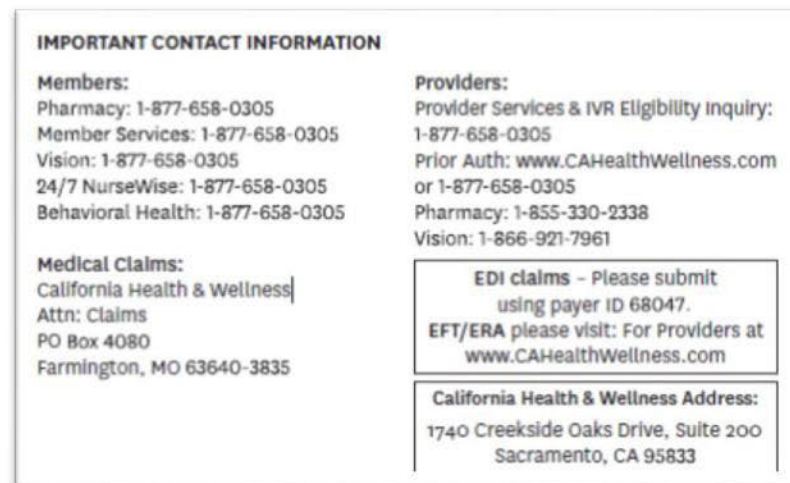 IMPORTANT CONTACT INFORMATION
Members:
Pharmacy: 1-877-658-0305
Member Services: 1-877-658-0305
Vision: 1-877-658-0305
24/7 NurseWise: 1-877-658-0305
Behavioral Health: 1-877-658-0305
Medical Claims:
California Health & Wellness
Attn: Claims
PO Box 4080
Farmington, MO 63640-3835
Providers:
Provider Services & IVR Eligibility Inquiry:
1-877-658-0305
Prior Auth: www.CAHealthWellness.com
or 1-877-658-0305
Pharmacy: 1-855-330-2338
Vision: 1-866-921-7961
EDI claims – Please submit
using payer ID 68047.
EFT/ERA please visit: For Providers at
www.CAHealthWellness.com
California Health & Wellness Address:
1740 Creekside Oaks Drive, Suite 200
Sacramento, CA 95833